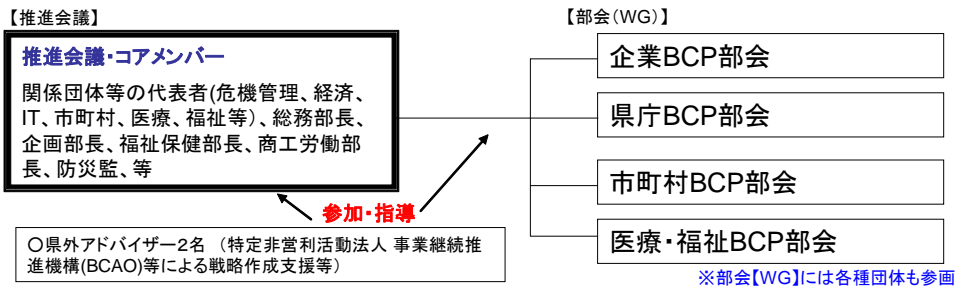 【推進会議】
推進会議・コアメンバー
関係団体等の代表者(危機管理、経済、
IT、市町村、医療、福祉等)、総務部長、
企画部長、福祉保健部長、商工労働部
長、防災監、等
参加・指導
○県外アドバイザー2名 (特定非営利活動法人 事業継続推
進機構(BCAO)等による戦略作成支援等)
【部会(WG)】
企業BCP部会
県庁BCP部会
市町村BCP部会
医療・福祉BCP部会
※部会【WG】には各種団体も参画